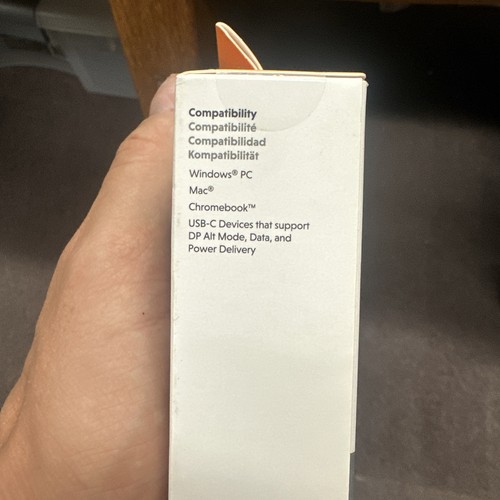 Compatibility
Compatibilité
Compatibilidad
Kompatibilität
Windows® PC
Mac®
Chromebook™
USB-C Devices that support
DP Alt Mode, Data, and
Power Delivery